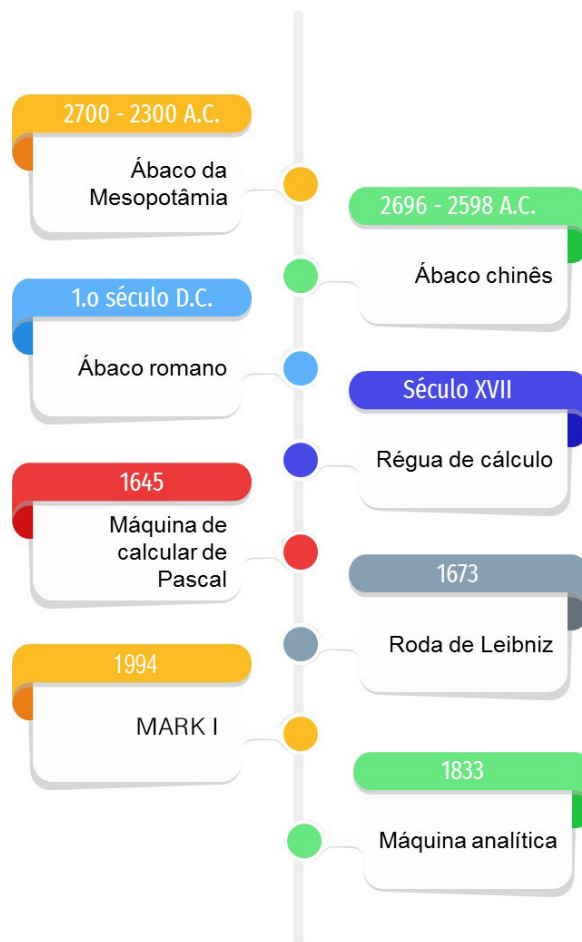 2700 - 2300 A.C.
Ábaco da
Mesopotâmia
2696 - 2598 A.C.
Ábaco chinês
1.o século D.C.
Ábaco romano
Século XVII
Régua de cálculo
1645
Máquina de
calcular de
Pascal
1673
Roda de Leibniz
1994
MARK I
1833
Máquina analítica